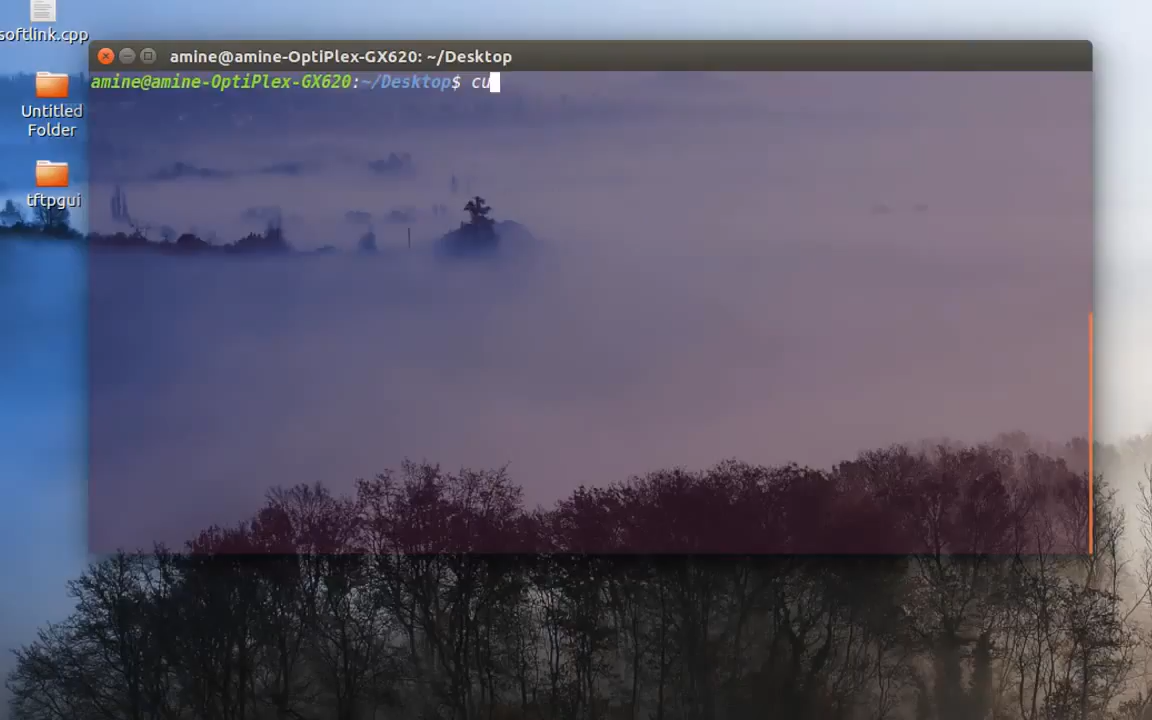 softlink.cpp
Untitled
Folder
tftpgui
amine@amine-OptiPlex-GX620: ~/Desktop
amine@amine-OptiPlex-GX620:~/Desktop$ cu